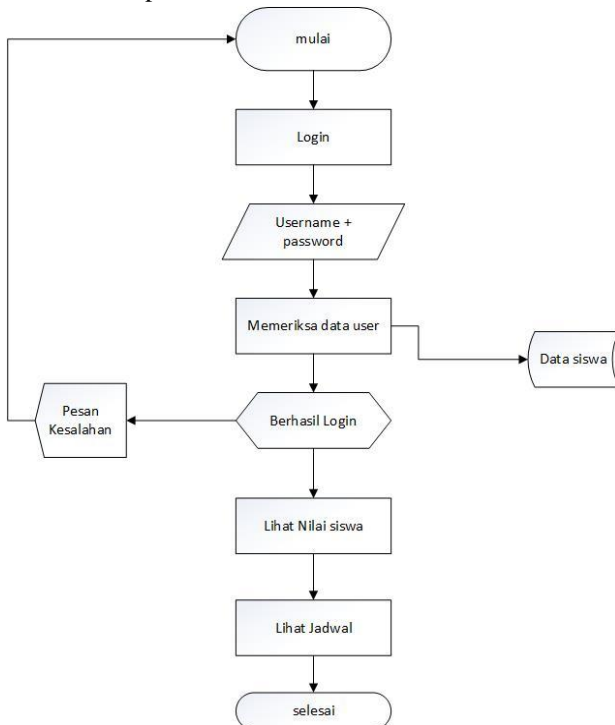 mulai
Login
Username +
password
Memeriksa data user
Data siswa
Pesan
Kesalahan
Berhasil Login
Lihat Nilai siswa
Lihat Jadwal
selesai